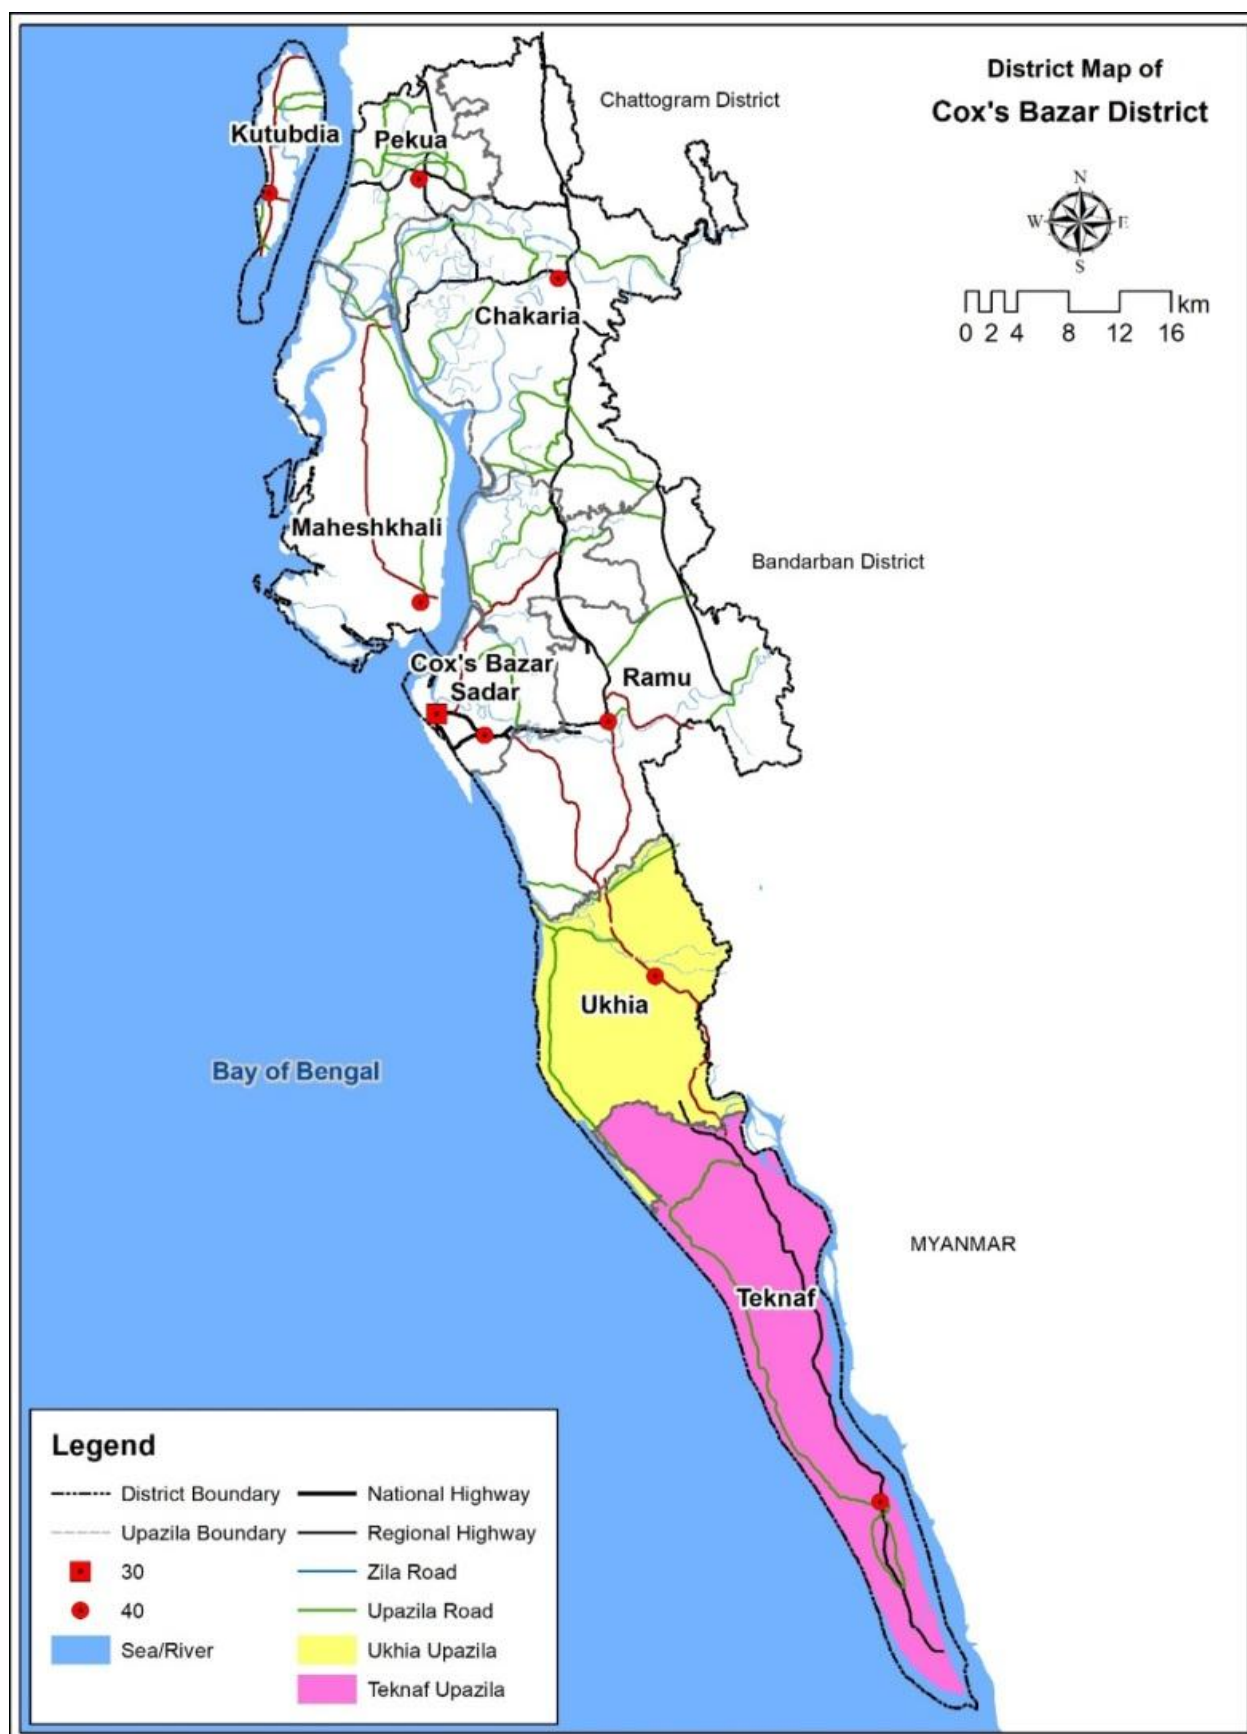 District Map of
Cox's Bazar District
N
W E
S
km
0 2 4 8 12 16
Chattogram District
Kutubdia
Pekua
Chakaria
Maheshkhali
Bandarban District
Cox's Bazar
Sadar
Ramu
Ukhia
Bay of Bengal
MYANMAR
Teknaf
Legend
District Boundary
Upazila Boundary
30
40
Sea/River
National Highway
Regional Highway
Zila Road
Upazila Road
Ukhia Upazila
Teknaf Upazila